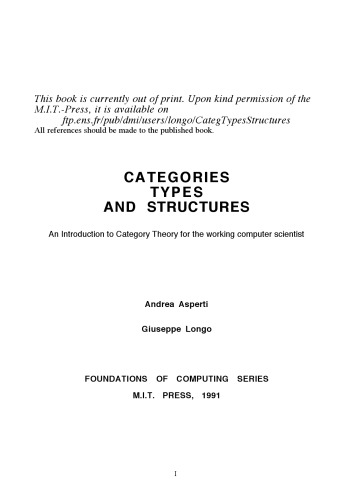 This book is currently out of print. Upon kind permission of the
M.I.T.-Press, it is available on
ftp.ens.fr/pub/dmi/users/longo/CategTypesStructures
All references should be made to the published book.
CATEGORIES
TYPES
AND STRUCTURES
An Introduction to Category Theory for the working computer scientist
Andrea Asperti
Giuseppe Longo
FOUNDATIONS OF COMPUTING SERIES
M.I.T. PRESS, 1991
I